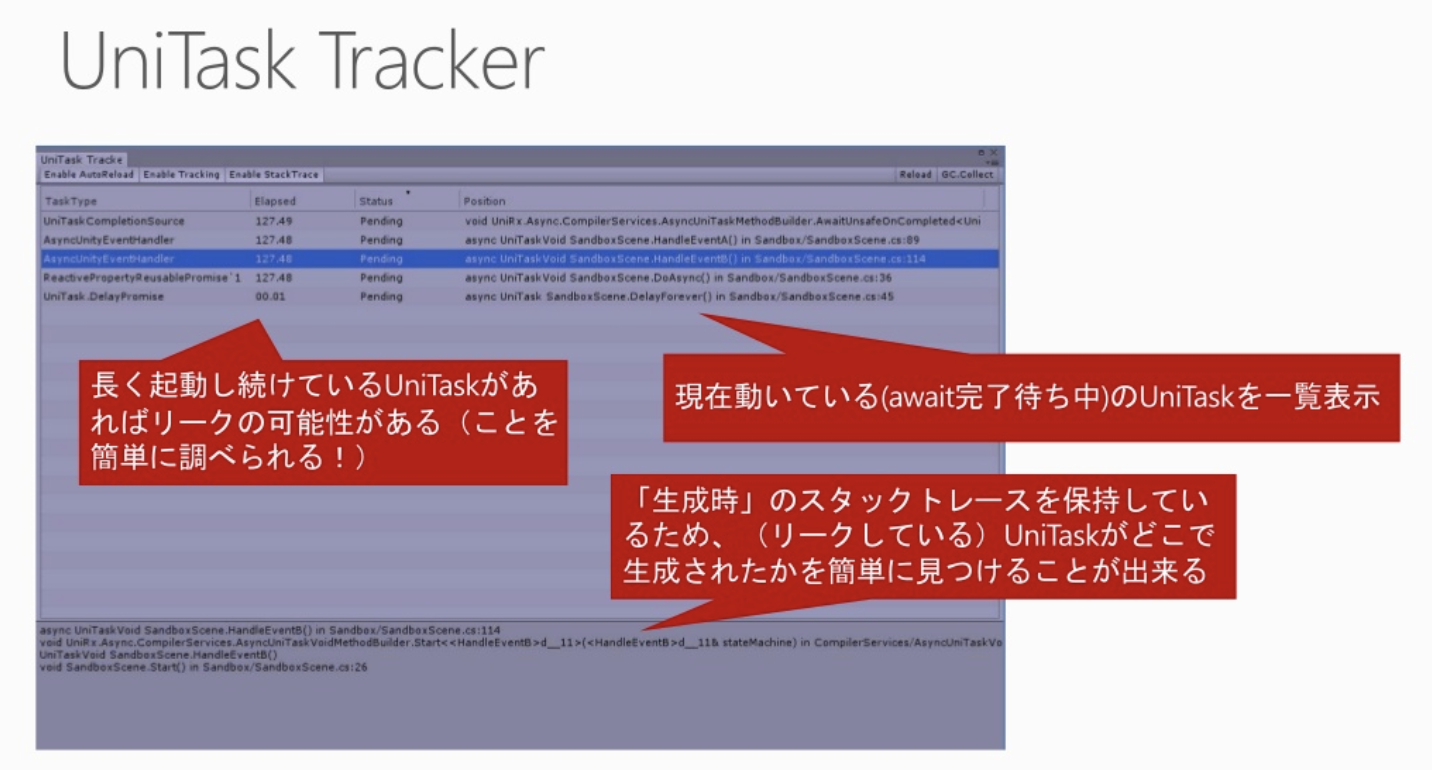 UniTask Tracker
UniTask Tracke
Enable AutoReload Enable Tracking Enable StackTrace Reload GC.Collect
TaskType Elapsed Status Position
UniTaskCompletionSource 127.49 Pending void UniRx.Async.CompilerServices.AsyncUniTaskMethodBuilder.AwaitUnsafeOnCompleted<Uni
AsyncUnityEventHandler 127.48 Pending async UniTaskVoid SandboxScene.HandleEventA() in Sandbox/SandboxScene.cs:89
AsyncUnityEventHandler 127.48 Pending async UniTaskVoid SandboxScene.HandleEventB() in Sandbox/SandboxScene.cs:114
ReactivePropertyReusablePromise`1 127.48 Pending async UniTaskVoid SandboxScene.DoAsync() in Sandbox/SandboxScene.cs:36
UniTask.DelayPromise 00.01 Pending async UniTask SandboxScene.DelayForever() in Sandbox/SandboxScene.cs:45
長く起動し続けているUniTaskがあ
ればリークの可能性がある（ことを
簡単に調べられる！）
現在動いている(await完了待ち中)のUniTaskを一覧表示
「生成時」のスタックトレースを保持してい
るため、（リークしている）UniTaskがどこで
生成されたかを簡単に見つけることが出来る
async UniTaskVoid SandboxScene.HandleEventB() in Sandbox/SandboxScene.cs:114
void UniRx.Async.CompilerServices.AsyncUniTaskVoidMethodBuilder.Start<<HandleEventB>d__11>(<HandleEventB>d__11& stateMachine) in CompilerServices/AsyncUniTaskVo
UniTaskVoid SandboxScene.HandleEventB()
void SandboxScene.Start() in Sandbox/SandboxScene.cs:26